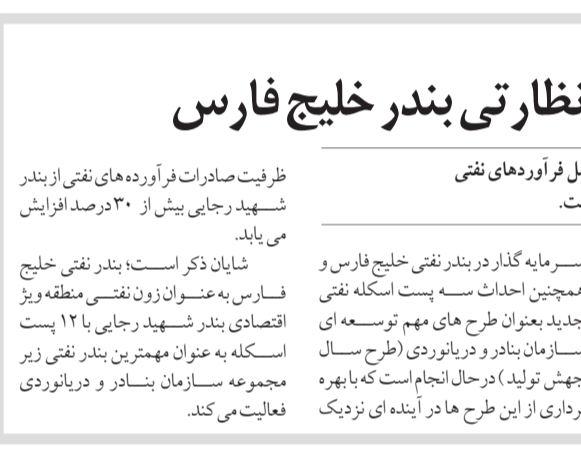 نظارتی بندر خلیج فارس
فرآوردهای نفتی
سرمایه گذار در بندر نفتی خلیج فارس و
همچنین احداث سه پست اسکله نفتی
جدید بعنوان طرح های مهم توسعه ای
سازمان بنادر و دریانوردی (طرح سال
جهش تولید) درحال انجام است که با بهره
برداری از این طرح ها در آینده ای نزدیک
ظرفیت صادرات فرآورده های نفتی از بندر
شهید رجایی بیش از ۳۰ درصد افزایش
می یابد.
شایان ذکر است؛ بندر نفتی خلیج
فارس به عنوان زون نفتی منطقه ویژ
اقتصادی بندر شهید رجایی با ۱۲ پست
اسکله به عنوان مهمترین بندر نفتی زیر
مجموعه سازمان بنادر و دریانوردی
فعالیت می کند.